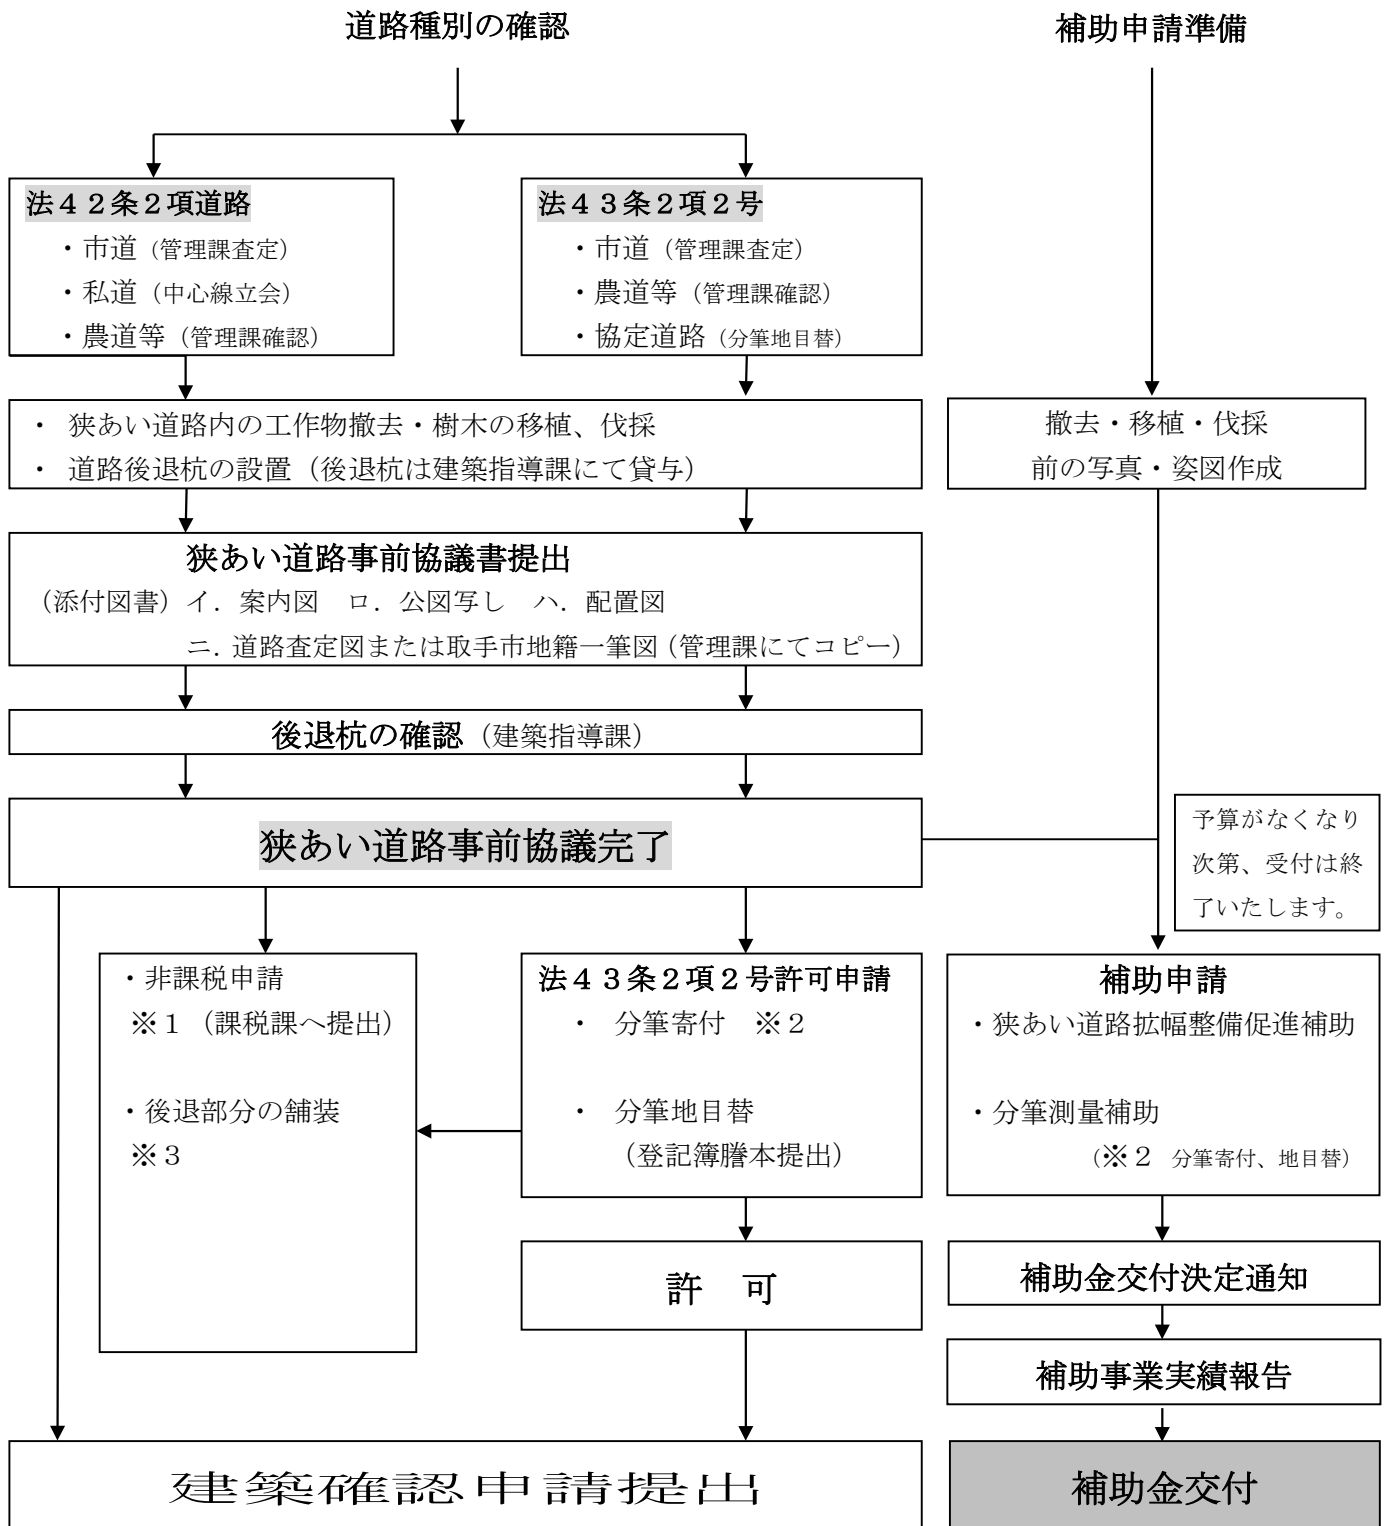 道路種別の確認
補助申請準備
法４２条２項道路
・市道（管理課査定）
・私道（中心線立会）
・農道等（管理課確認）
法４３条２項２号
・市道（管理課査定）
・農道等（管理課確認）
・協定道路（分筆地目替）
・ 狭あい道路内の工作物撤去・樹木の移植、伐採
・ 道路後退杭の設置（後退杭は建築指導課にて貸与）
撤去・移植・伐採
前の写真・姿図作成
狭あい道路事前協議書提出
（添付図書）イ．案内図　ロ．公図写し　ハ．配置図
ニ．道路査定図または取手市地籍一筆図（管理課にてコピー）
後退杭の確認（建築指導課）
狭あい道路事前協議完了
予算がなくなり
次第、受付は終
了いたします。
・非課税申請
※１（課税課へ提出）
・後退部分の舗装
※３
法４３条２項２号許可申請
・ 分筆寄付　※２
・ 分筆地目替
（登記簿謄本提出）
補助申請
・狭あい道路拡幅整備促進補助
・分筆測量補助
（※２ 分筆寄付、地目替）
許　可
補助金交付決定通知
補助事業実績報告
建築確認申請提出
補助金交付